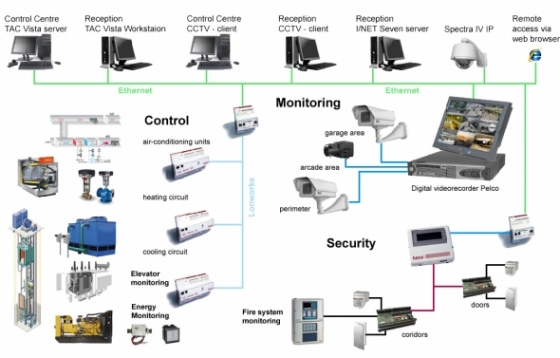 Control Centre
TAC Vista server
Reception
TAC Vista Workstaion
Control Centre
CCTV - client
Reception
CCTV - client
Reception
I/NET Seven server
Spectra IV IP
Remote
access via
web browser
Ethernet
Ethernet
Control
Monitoring
garage area
air-conditioning units
arcade area
Digital videorecorder Pelco
heating circuit
perimeter
Lonworks
Security
cooling circuit
Elevator
monitoring
Energy Monitoring
Fire system
monitoring
doors
coridors